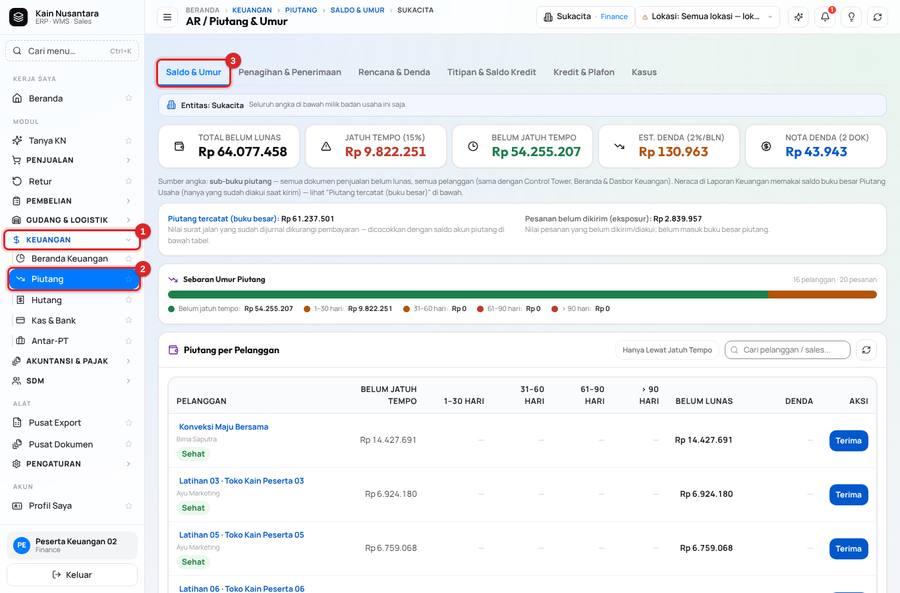 Kain Nusantara
ERP · WMS · Sales
Cari menu...
Ctrl+K
KERJA SAYA
Beranda
MODUL
Tanya KN
PENJUALAN
Retur
PEMBELIAN
GUDANG & LOGISTIK
KEUANGAN
1
Beranda Keuangan
2
Piutang
Hutang
Kas & Bank
Antar-PT
AKUNTANSI & PAJAK
SDM
ALAT
Pusat Export
Pusat Dokumen
PENGATURAN
AKUN
Profil Saya
PE
Peserta Keuangan 02
Finance
Keluar
BERANDA › KEUANGAN › PIUTANG › SALDO & UMUR › SUKACITA
AR / Piutang & Umur
Sukacita · Finance
Lokasi: Semua lokasi — lok...
1
3
Saldo & Umur
Penagihan & Penerimaan
Rencana & Denda
Titipan & Saldo Kredit
Kredit & Plafon
Kasus
Entitas: Sukacita
Seluruh angka di bawah milik badan usaha ini saja.
TOTAL BELUM LUNAS
Rp 64.077.458
JATUH TEMPO (15%)
Rp 9.822.251
BELUM JATUH TEMPO
Rp 54.255.207
EST. DENDA (2%/BLN)
Rp 130.963
NOTA DENDA (2 DOK)
Rp 43.943
Sumber angka: sub-buku piutang — semua dokumen penjualan belum lunas, semua pelanggan (sama dengan Control Tower, Beranda & Dasbor Keuangan). Neraca di Laporan Keuangan memakai saldo buku besar Piutang
Usaha (hanya yang sudah diakui saat kirim) — lihat "Piutang tercatat (buku besar)" di bawah.
Piutang tercatat (buku besar): Rp 61.237.501
Nilai surat jalan yang sudah dijurnal dikurangi pembayaran — dicocokkan dengan saldo akun piutang di
bawah tabel.
Pesanan belum dikirim (eksposur): Rp 2.839.957
Nilai pesanan yang belum dikirim/diakui; belum masuk buku besar piutang.
Sebaran Umur Piutang
16 pelanggan · 20 pesanan
Belum jatuh tempo: Rp 54.255.207
1–30 hari: Rp 9.822.251
31–60 hari: Rp 0
61–90 hari: Rp 0
> 90 hari: Rp 0
Piutang per Pelanggan
Hanya Lewat Jatuh Tempo
Cari pelanggan / sales...
PELANGGAN
BELUM JATUH
TEMPO
1–30 HARI
31–60
HARI
61–90
HARI
> 90
HARI
BELUM LUNAS
DENDA
AKSI
Konveksi Maju Bersama
Bima Saputra
Sehat
Rp 14.427.691
—
—
—
—
Rp 14.427.691
—
Terima
Latihan 03 · Toko Kain Peserta 03
Ayu Marketing
Sehat
Rp 6.924.180
—
—
—
—
Rp 6.924.180
—
Terima
Latihan 05 · Toko Kain Peserta 05
Ayu Marketing
Sehat
Rp 6.759.068
—
—
—
—
Rp 6.759.068
—
Terima
Latihan 06 · Toko Kain Peserta 06